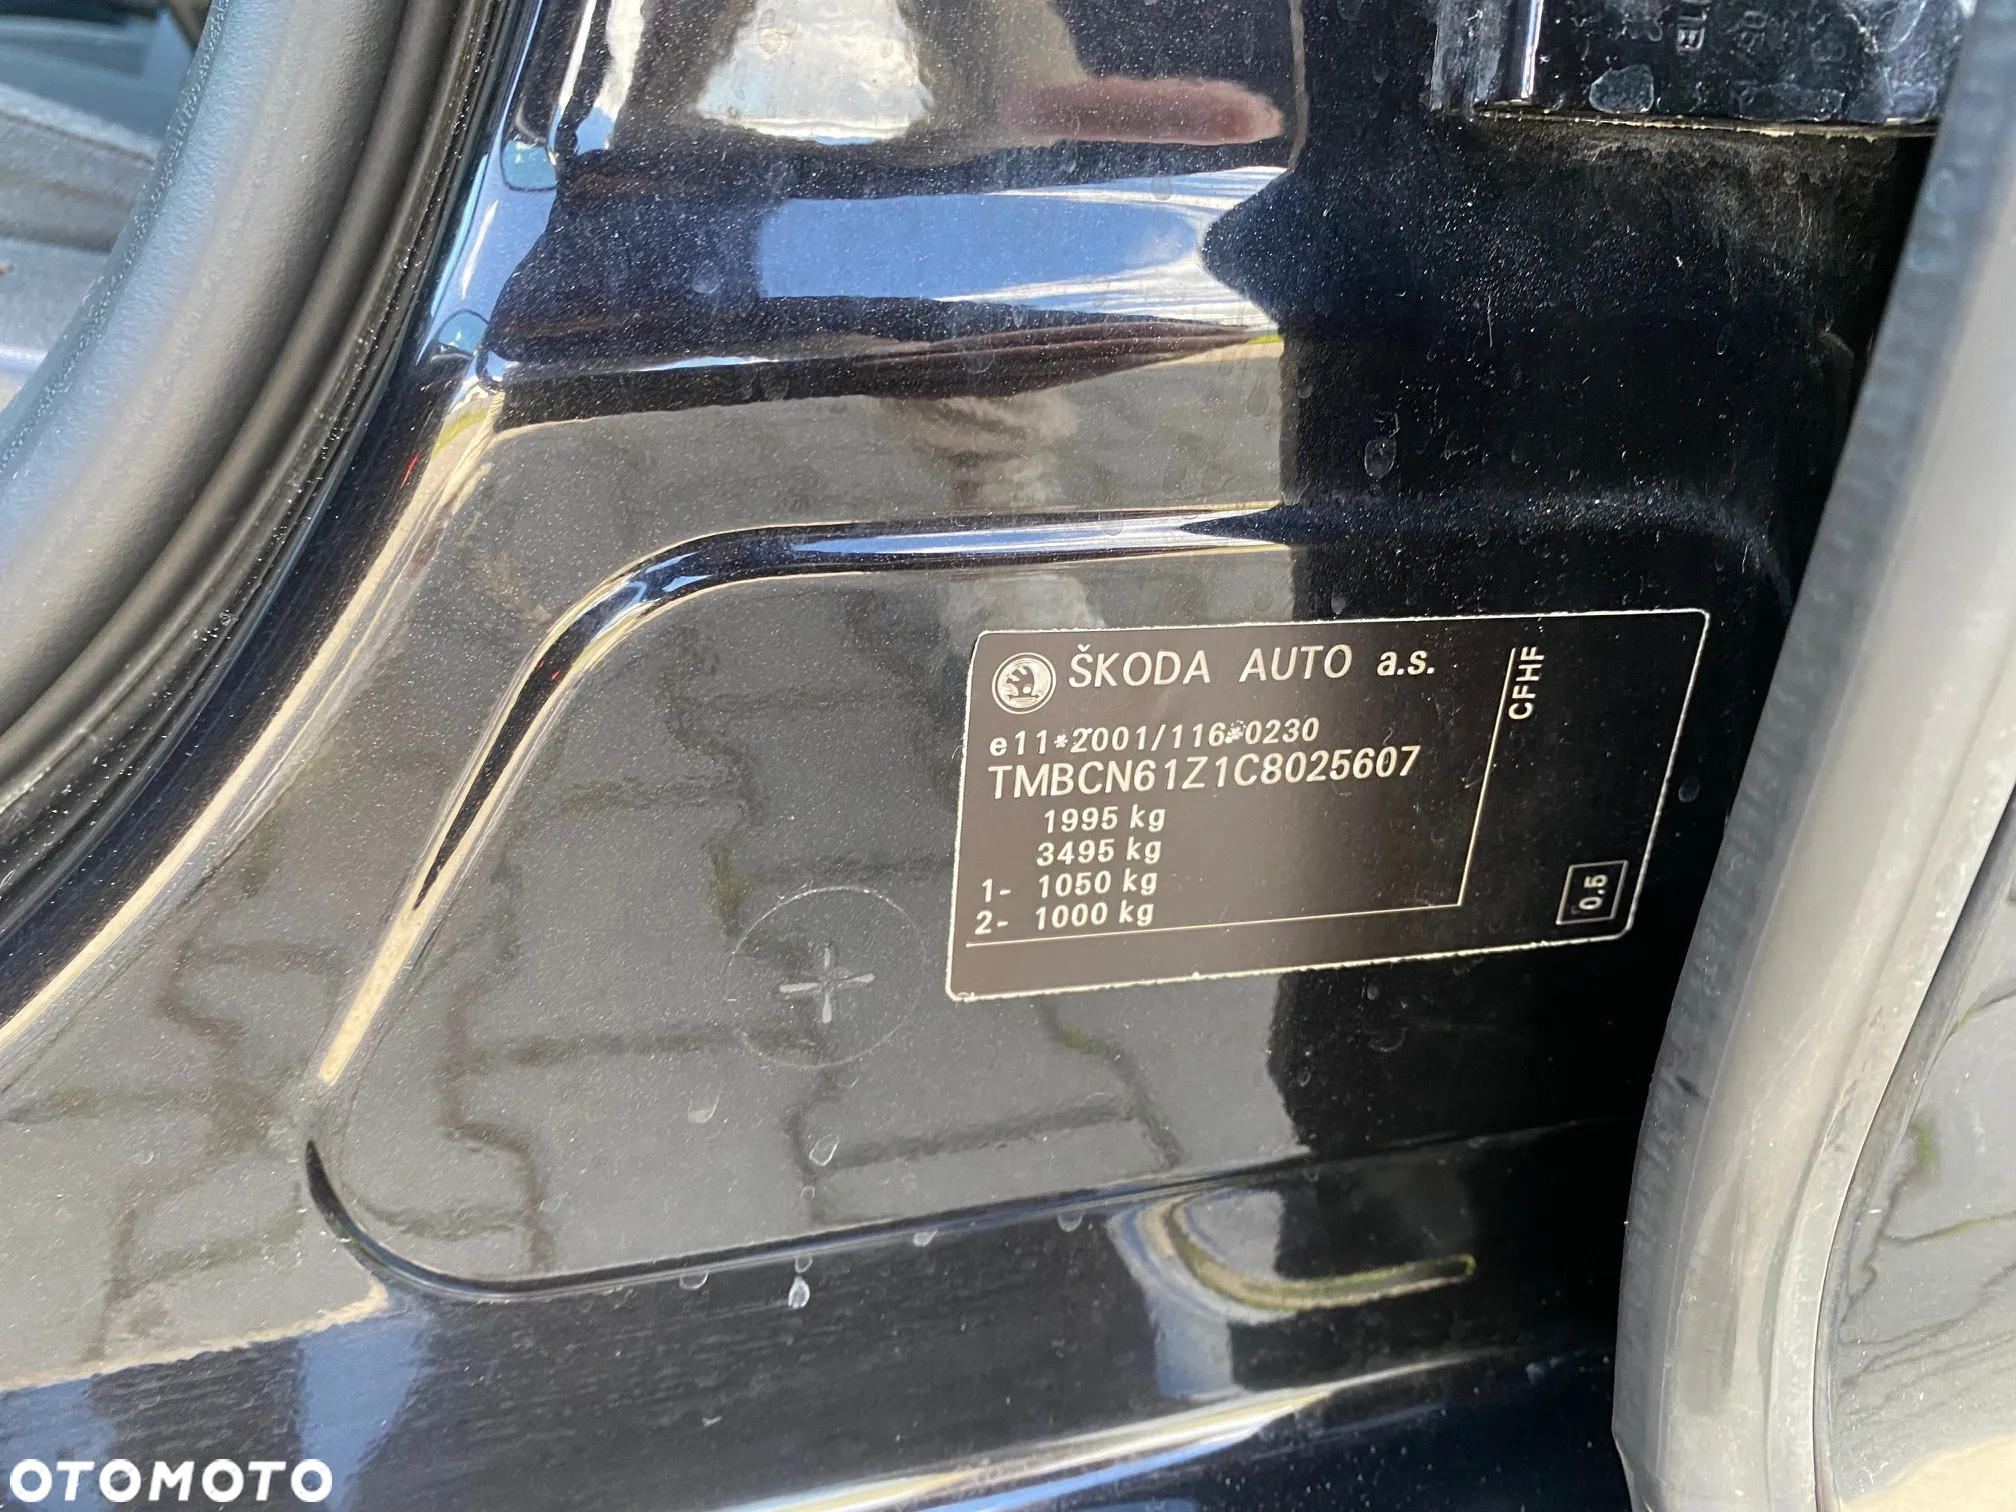 ŠKODA AUTO a.s.
CFHF
e11*2001/116*0230
TMBCN61Z1C8025607
1995 kg
3495 kg
1- 1050 kg
2- 1000 kg
0.5
OTOMOTO